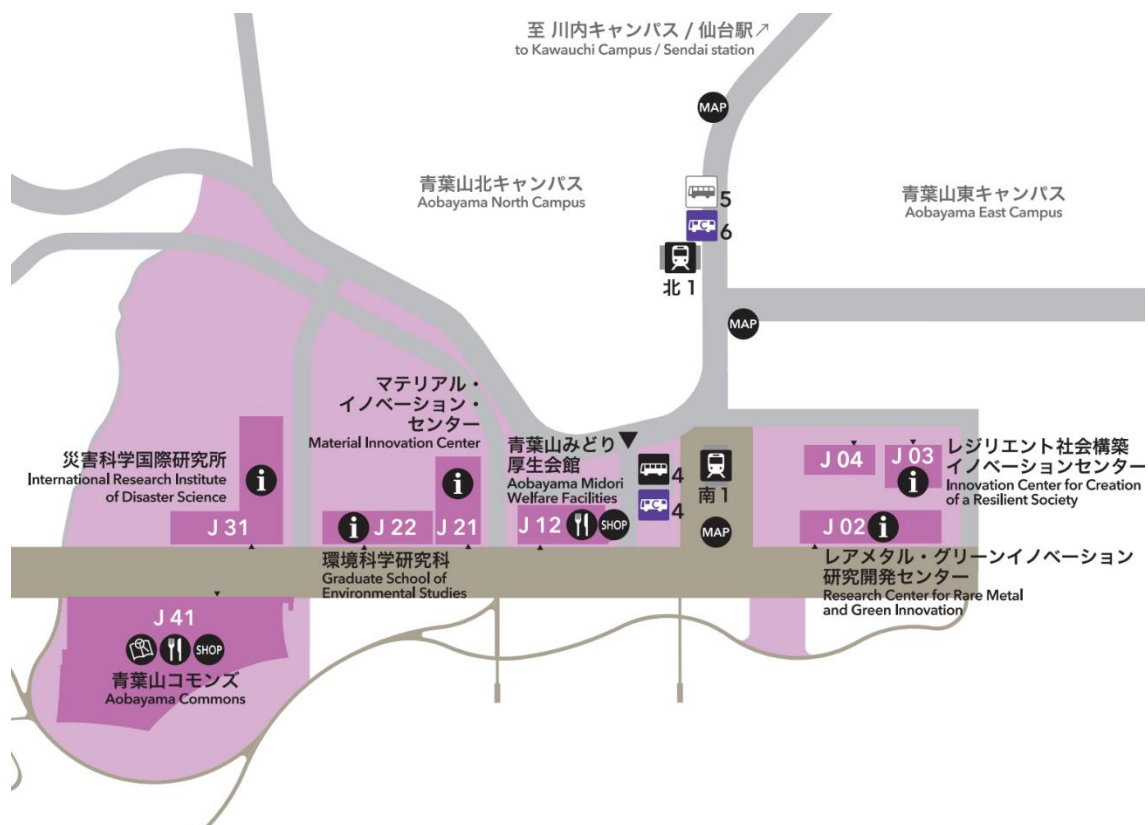 至 川内キャンパス / 仙台駅↗
to Kawauchi Campus / Sendai station
MAP
青葉山北キャンパス
Aobayama North Campus
5
6
北 1
青葉山東キャンパス
Aobayama East Campus
MAP
マテリアル・
イノベーション・
センター
Material Innovation Center
災害科学国際研究所
International Research Institute
of Disaster Science
J 31
J 22
J 21
環境科学研究科
Graduate School of
Environmental Studies
青葉山みどり
厚生会館
Aobayama Midori
Welfare Facilities
J 12
SHOP
4
4
南 1
MAP
J 04
J 03
レジリエント社会構築
イノベーションセンター
Innovation Center for Creation
of a Resilient Society
J 02
レアメタル・グリーンイノベーション
研究開発センター
Research Center for Rare Metal
and Green Innovation
J 41
SHOP
青葉山コモンズ
Aobayama Commons